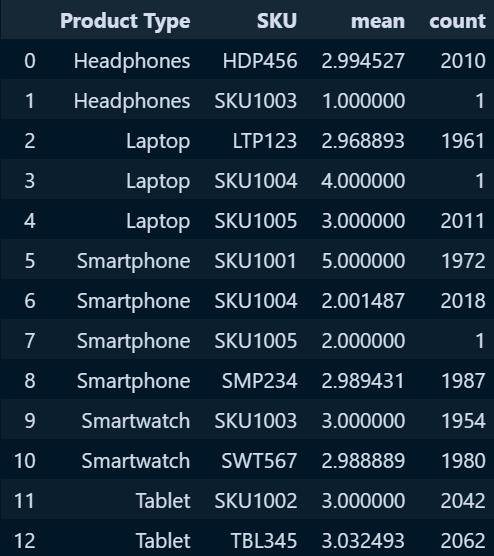 Product Type SKU mean count
0 Headphones HDP456 2.994527 2010
1 Headphones SKU1003 1.000000 1
2 Laptop LTP123 2.968893 1961
3 Laptop SKU1004 4.000000 1
4 Laptop SKU1005 3.000000 2011
5 Smartphone SKU1001 5.000000 1972
6 Smartphone SKU1004 2.001487 2018
7 Smartphone SKU1005 2.000000 1
8 Smartphone SMP234 2.989431 1987
9 Smartwatch SKU1003 3.000000 1954
10 Smartwatch SWT567 2.988889 1980
11 Tablet SKU1002 3.000000 2042
12 Tablet TBL345 3.032493 2062